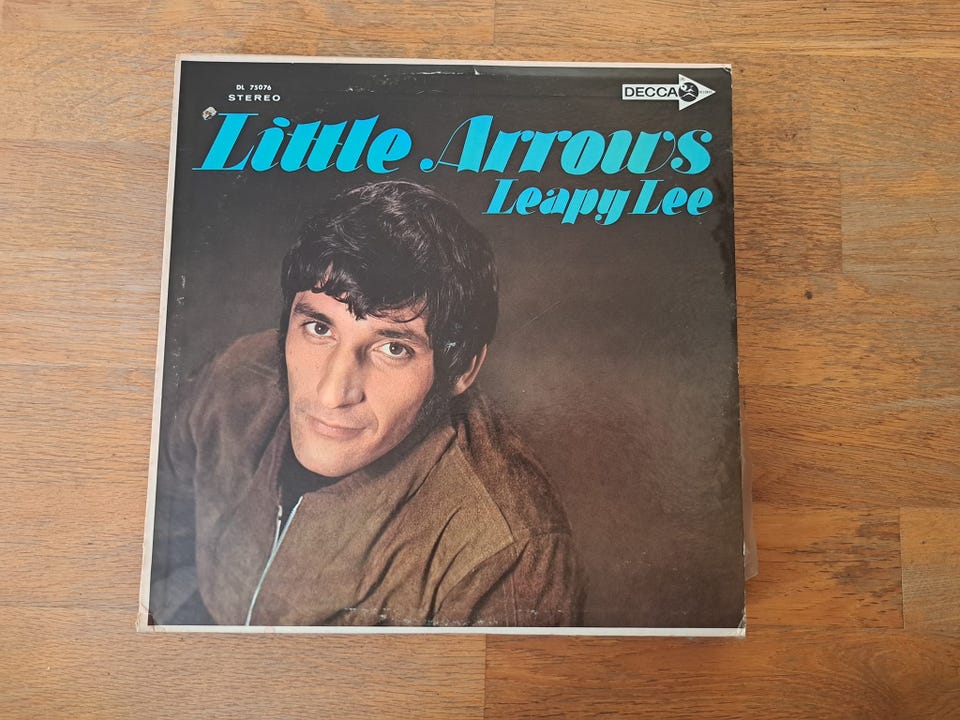 DL 75076
STEREO
DECCA
Little Arrows
Leapy Lee